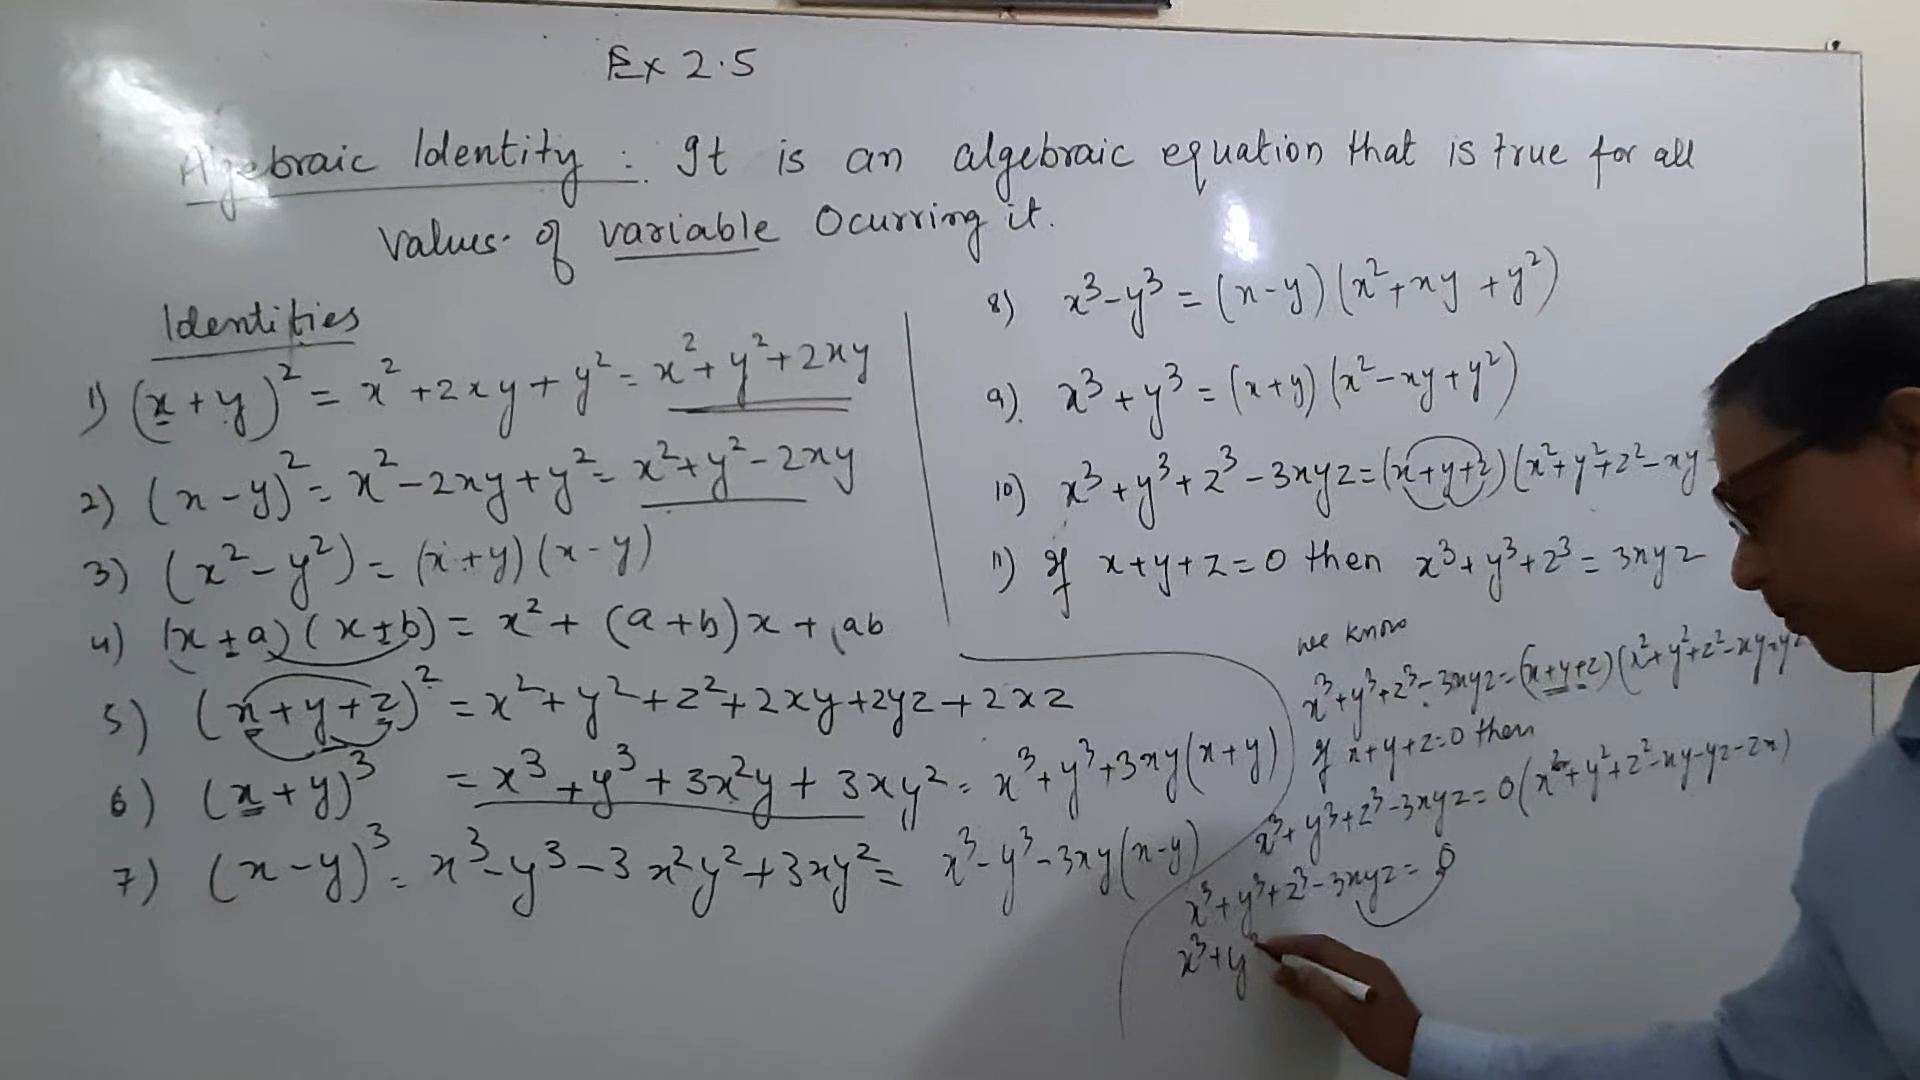 Ex 2.5
Algebraic Identity : It is an algebraic equation that is true for all
Values of variable Ocurring it.
Identities
1) (x+y)² = x²+2xy+y² = x²+y²+2xy
2) (x-y)² = x²-2xy+y² = x²+y²-2xy
3) (x²-y²) = (x+y)(x-y)
4) (x±a)(x±b) = x²+(a+b)x+ab
5) (x+y+z)² = x²+y²+z²+2xy+2yz+2xz
6) (x+y)³ = x³+y³+3x²y+3xy² = x³+y³+3xy(x+y)
7) (x-y)³ = x³-y³-3x²y²+3xy² = x³-y³-3xy(x-y)
8) x³-y³ = (x-y)(x²+xy+y²)
9) x³+y³ = (x+y)(x²-xy+y²)
10) x³+y³+z³-3xyz = (x+y+z)(x²+y²+z²-xy-
11) If x+y+z=0 then x³+y³+z³ = 3xyz
we know
x³+y³+z³-3xyz = (x+y+z)(x²+y²+z²-xy-yz
If x+y+z=0 then
x³+y³+z³-3xyz = 0(x²+y²+z²-xy-yz-zx)
x³+y³+z³-3xyz = 0
x³+y³